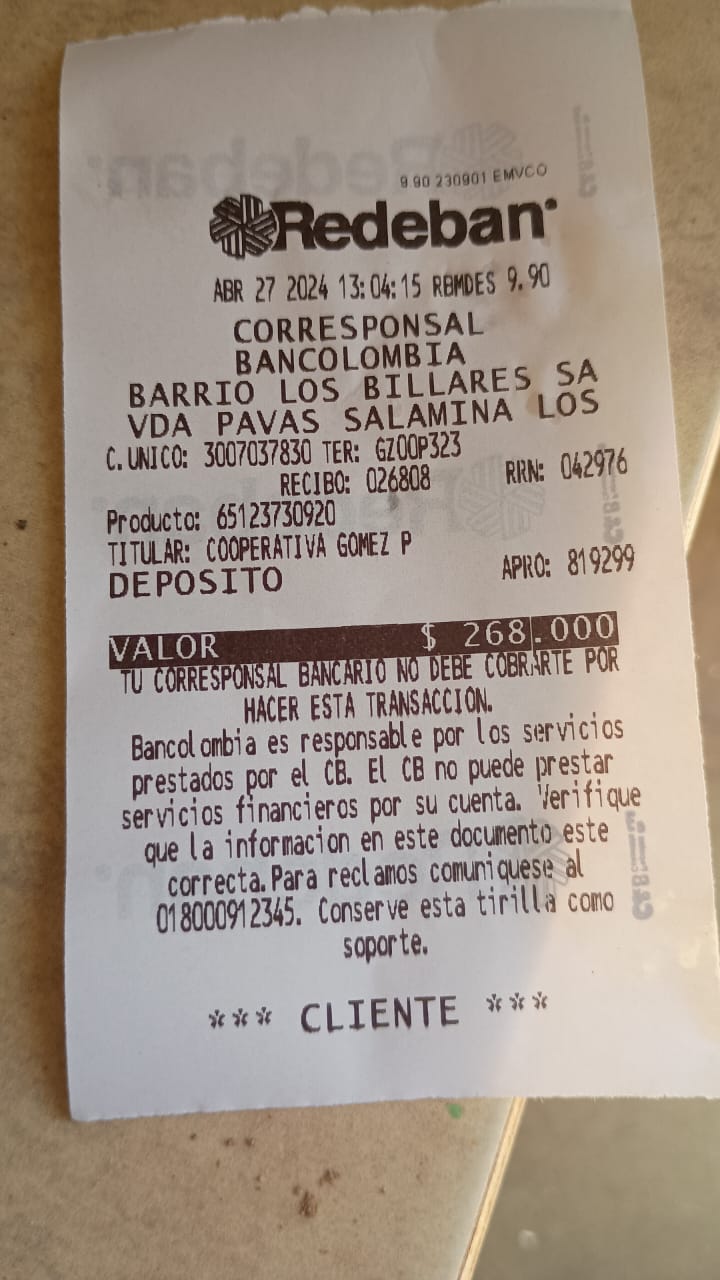 9.90 230901 EMVCO
Redeban
ABR 27 2024 13:04:15 RBMDES 9.90
CORRESPONSAL
BANCOLOMBIA
BARRIO LOS BILLARES SA
VDA PAVAS SALAMINA LOS
C.UNICO: 3007037830 TER: GZ00P323
RECIBO: 026808 RRN: 042976
Producto: 65123730920
TITULAR: COOPERATIVA GOMEZ P
DEPOSITO APRO: 819299
VALOR $ 268.000
TU CORRESPONSAL BANCARIO NO DEBE COBRARTE POR
HACER ESTA TRANSACCION.
Bancolombia es responsable por los servicios
prestados por el CB. El CB no puede prestar
servicios financieros por su cuenta. Verifique
que la informacion en este documento este
correcta.Para reclamos comuniquese al
018000912345. Conserve esta tirilla como
soporte.
*** CLIENTE ***